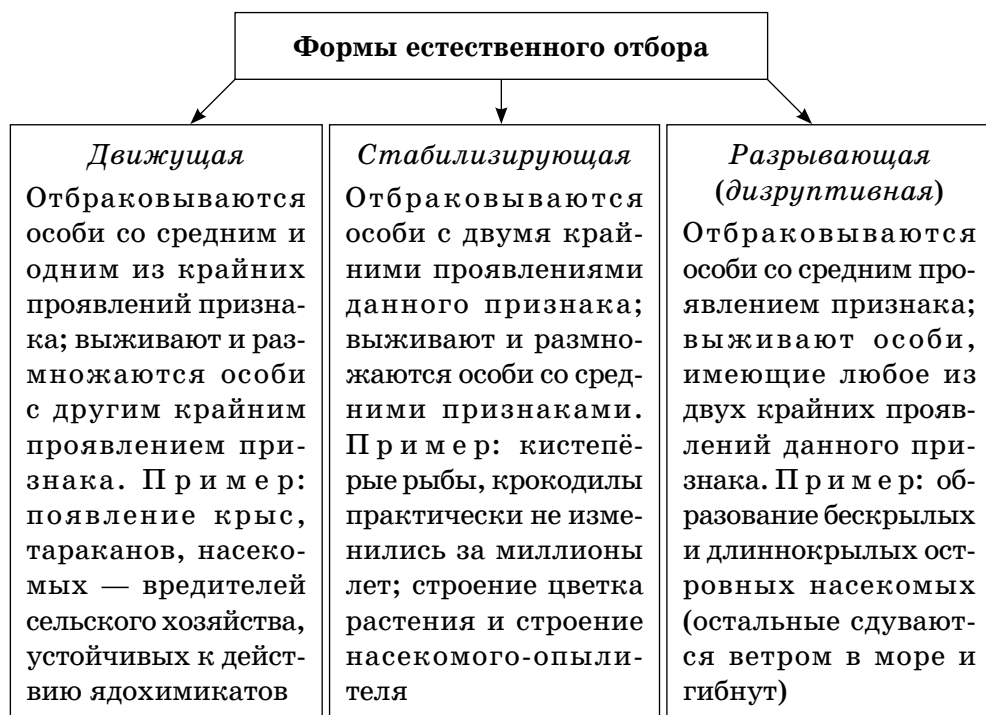 Формы естественного отбора
Движущая
Отбраковываются
особи со средним и
одним из крайних
проявлений призна-
ка; выживают и раз-
множаются особи
с другим крайним
проявлением при-
знака. Пример:
появление крыс,
тараканов, насеко-
мых — вредителей
сельского хозяйства,
устойчивых к дейст-
вию ядохимикатов
Стабилизирующая
Отбраковываются
особи с двумя край-
ними проявлениями
данного признака;
выживают и размно-
жаются особи со сред-
ними признаками.
Пример: кистепё-
рые рыбы, крокодилы
практически не изме-
нились за миллионы
лет; строение цветка
растения и строение
насекомого-опыли-
теля
Разрывающая
(дизруптивная)
Отбраковываются
особи со средним про-
явлением признака;
выживают особи,
имеющие любое из
двух крайних прояв-
лений данного при-
знака. Пример: об-
разование бескрылых
и длиннокрылых ост-
ровных насекомых
(остальные сдувают-
ся ветром в море и
гибнут)